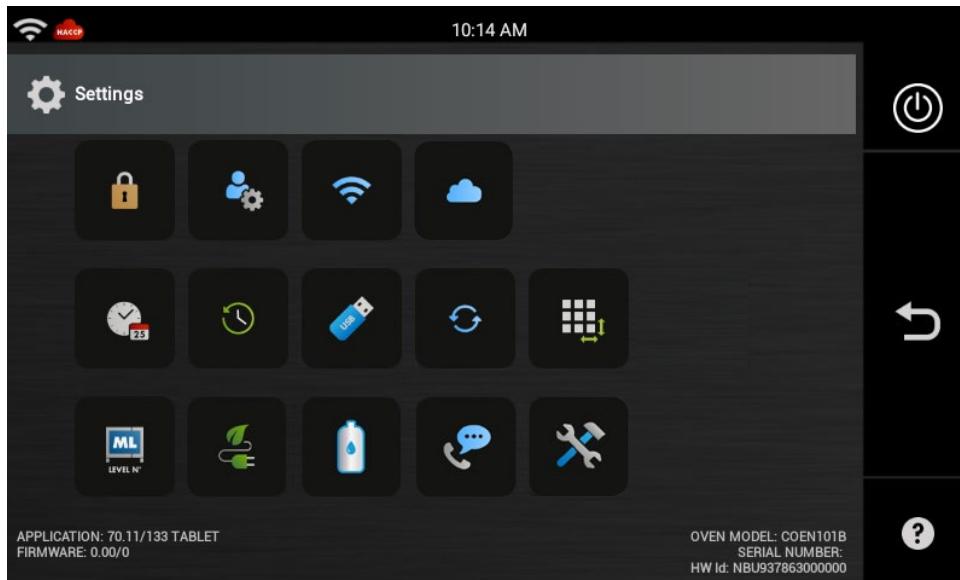 HACCP
10:14 AM
Settings
25
USB
ML
LEVEL N°
APPLICATION: 70.11/133 TABLET
FIRMWARE: 0.00/0
OVEN MODEL: COEN101B
SERIAL NUMBER:
HW Id: NBU937863000000
?